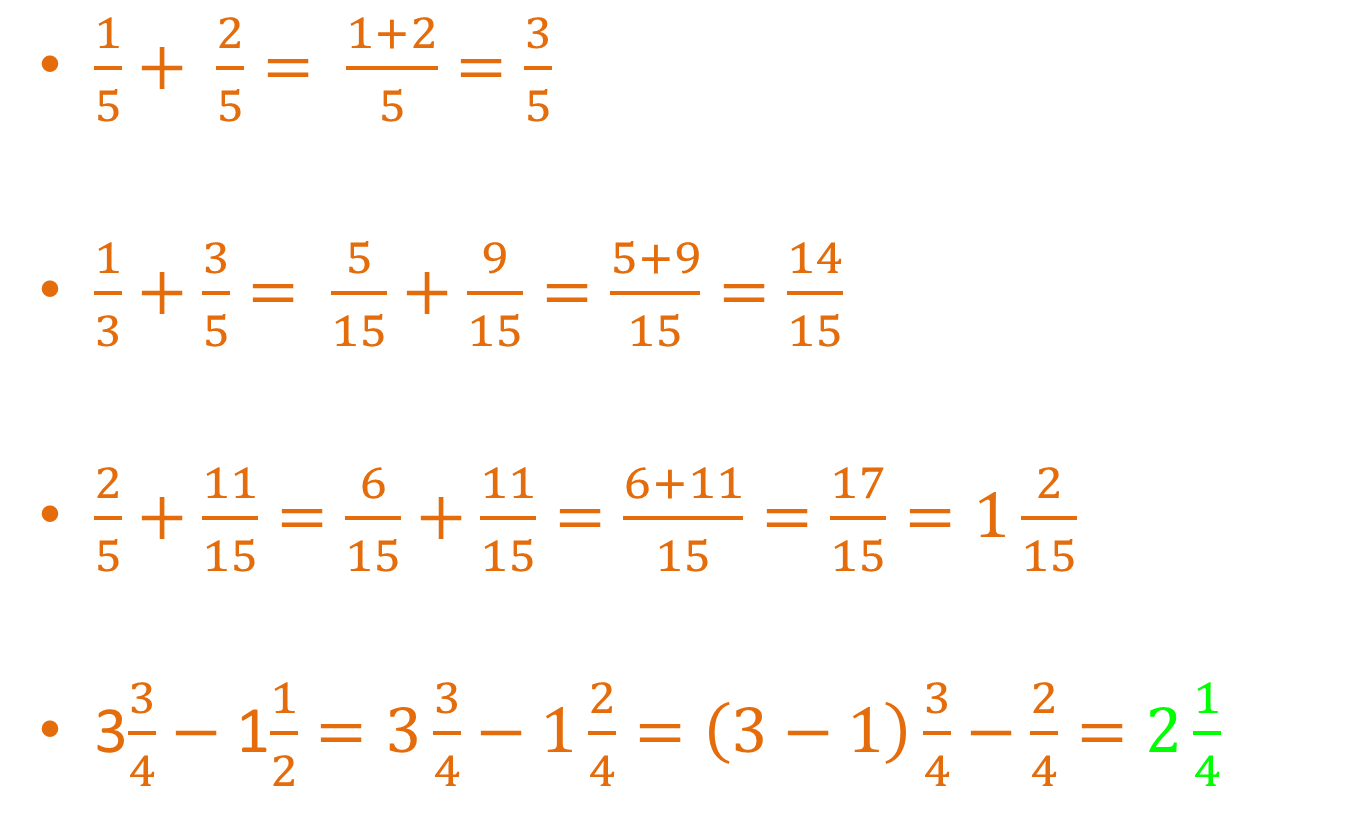 • 1/5 + 2/5 = (1+2)/5 = 3/5
• 1/3 + 3/5 = 5/15 + 9/15 = (5+9)/15 = 14/15
• 2/5 + 11/15 = 6/15 + 11/15 = (6+11)/15 = 17/15 = 1 2/15
• 3 3/4 − 1 1/2 = 3 3/4 − 1 2/4 = (3 − 1) 3/4 − 2/4 = 2 1/4